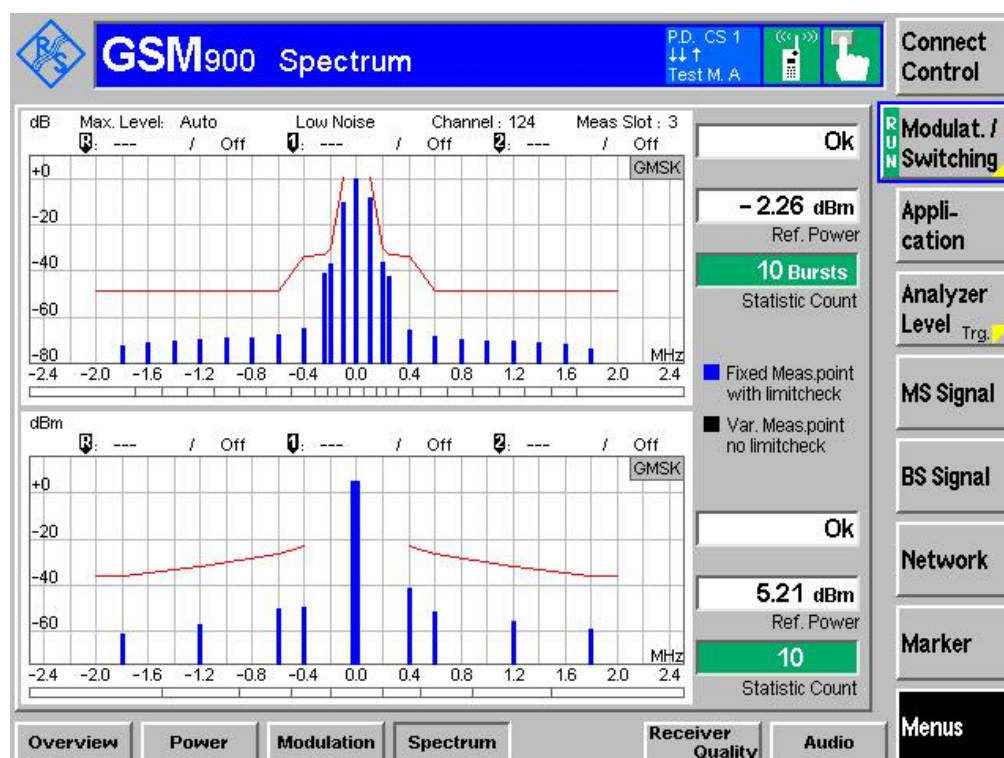 R&S
GSM900 Spectrum
P.D. CS 1
Test M. A
Connect Control
dB Max. Level: Auto Low Noise Channel : 124 Meas Slot : 3
R: --- / Off 1: --- / Off 2: --- / Off
GMSK
+0
-20
-40
-60
-80
MHz
-2.4 -2.0 -1.6 -1.2 -0.8 -0.4 0.0 0.4 0.8 1.2 1.6 2.0 2.4
Ok
-2.26 dBm
Ref. Power
10 Bursts
Statistic Count
Fixed Meas.point
with limitcheck
Var. Meas.point
no limitcheck
dBm
R: --- / Off 1: --- / Off 2: --- / Off
GMSK
+0
-20
-40
-60
MHz
-2.4 -2.0 -1.6 -1.2 -0.8 -0.4 0.0 0.4 0.8 1.2 1.6 2.0 2.4
Ok
5.21 dBm
Ref. Power
10
Statistic Count
RUN
Modulat. /
Switching
Appli-
cation
Analyzer
Level Trg.
MS Signal
BS Signal
Network
Marker
Menus
Overview
Power
Modulation
Spectrum
Receiver
Quality
Audio